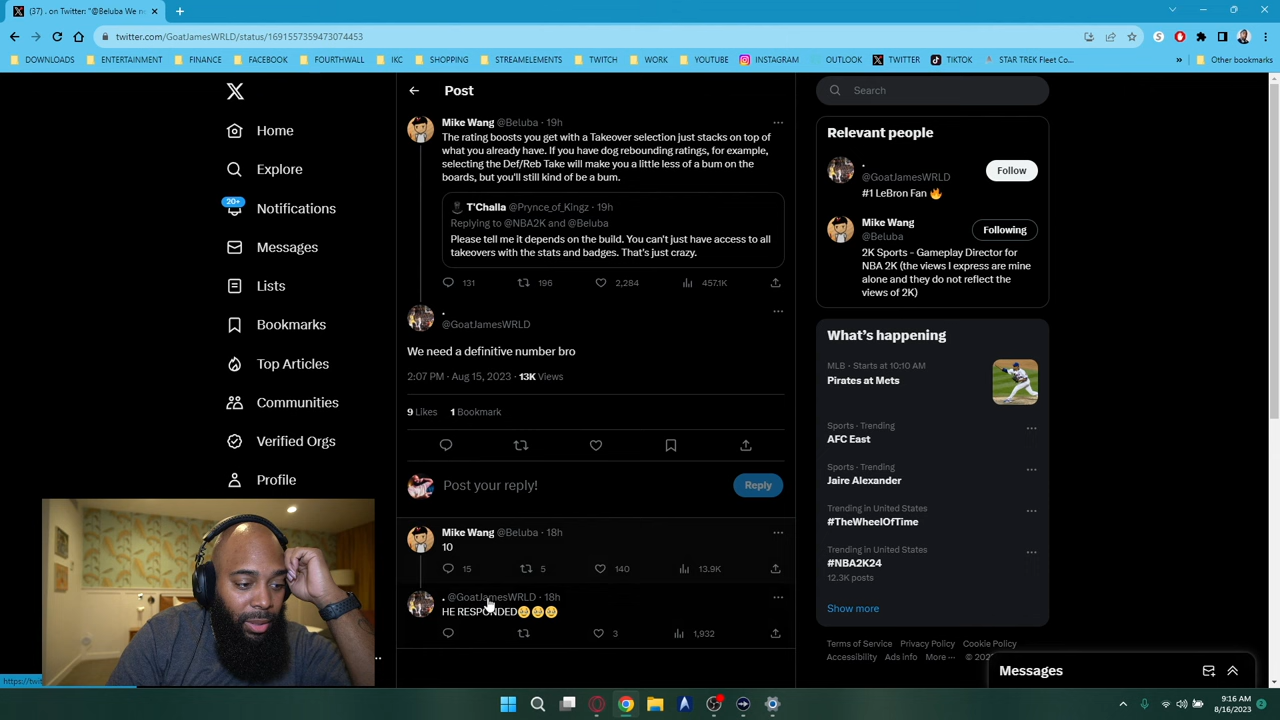 (37) . on Twitter: "@Beluba We n
twitter.com/GoatJamesWRLD/status/1691557359473074453
DOWNLOADS ENTERTAINMENT FINANCE FACEBOOK FOURTHWALL IKC SHOPPING STREAMELEMENTS TWITCH WORK YOUTUBE INSTAGRAM OUTLOOK TWITTER TIKTOK STAR TREK Fleet Co... » Other bookmarks
Home
Explore
20+
Notifications
Messages
Lists
Bookmarks
Top Articles
Communities
Verified Orgs
Profile
Post
Mike Wang @Beluba · 19h
The rating boosts you get with a Takeover selection just stacks on top of
what you already have. If you have dog rebounding ratings, for example,
selecting the Def/Reb Take will make you a little less of a bum on the
boards, but you'll still kind of be a bum.
T'Challa @Prynce_of_Kingz · 19h
Replying to @NBA2K and @Beluba
Please tell me it depends on the build. You can't just have access to all
takeovers with the stats and badges. That's just crazy.
131 196 2,284 457.1K
.
@GoatJamesWRLD
We need a definitive number bro
2:07 PM · Aug 15, 2023 · 13K Views
9 Likes 1 Bookmark
Post your reply!
Reply
Mike Wang @Beluba · 18h
10
15 5 140 13.9K
. @GoatJamesWRLD · 18h
HE RESPONDED🥹🥹🥹
3 1,932
Search
Relevant people
.
@GoatJamesWRLD
Follow
#1 LeBron Fan 🔥
Mike Wang
@Beluba
Following
2K Sports - Gameplay Director for
NBA 2K (the views I express are mine
alone and they do not reflect the
views of 2K)
What's happening
MLB · Starts at 10:10 AM
Pirates at Mets
Sports · Trending
AFC East
Sports · Trending
Jaire Alexander
Trending in United States
#TheWheelOfTime
Trending in United States
#NBA2K24
12.3K posts
Show more
Terms of Service Privacy Policy Cookie Policy
Accessibility Ads info More ··· © 20
Messages
https://twit
9:16 AM
8/16/2023
2